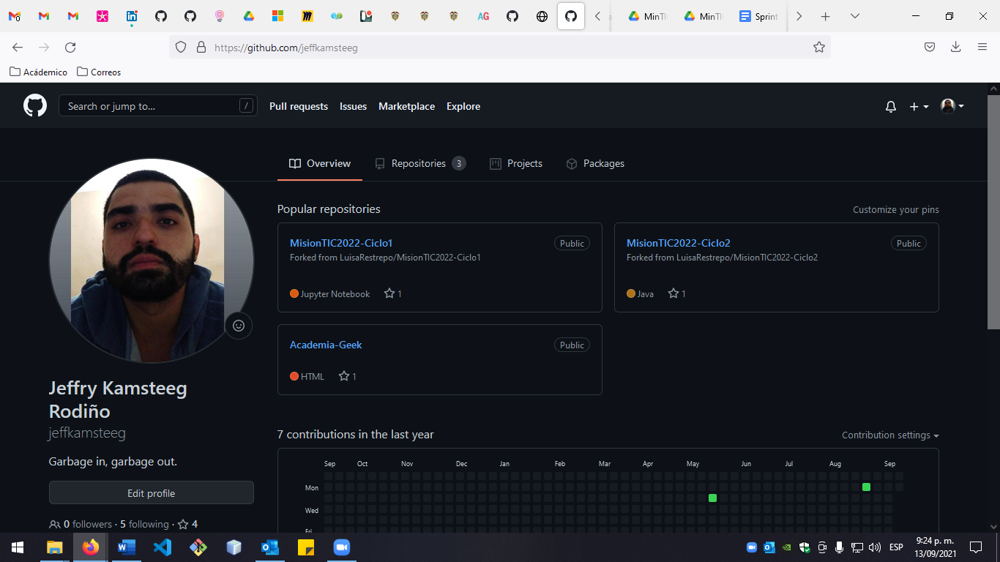 MinTI
MinTI
Sprint
https://github.com/jeffkamsteeg
Acádemico
Correos
Search or jump to...
/
Pull requests
Issues
Marketplace
Explore
Overview
Repositories 3
Projects
Packages
Popular repositories
Customize your pins
MisionTIC2022-Ciclo1
Public
Forked from LuisaRestrepo/MisionTIC2022-Ciclo1
Jupyter Notebook
1
MisionTIC2022-Ciclo2
Public
Forked from LuisaRestrepo/MisionTIC2022-Ciclo2
Java
1
Academia-Geek
Public
HTML
1
Jeffry Kamsteeg
Rodiño
jeffkamsteeg
Garbage in, garbage out.
Edit profile
0 followers · 5 following · 4
7 contributions in the last year
Contribution settings
Sep Oct Nov Dec Jan Feb Mar Apr May Jun Jul Aug Sep
Mon
Wed
Fri
ESP
9:24 p. m.
13/09/2021